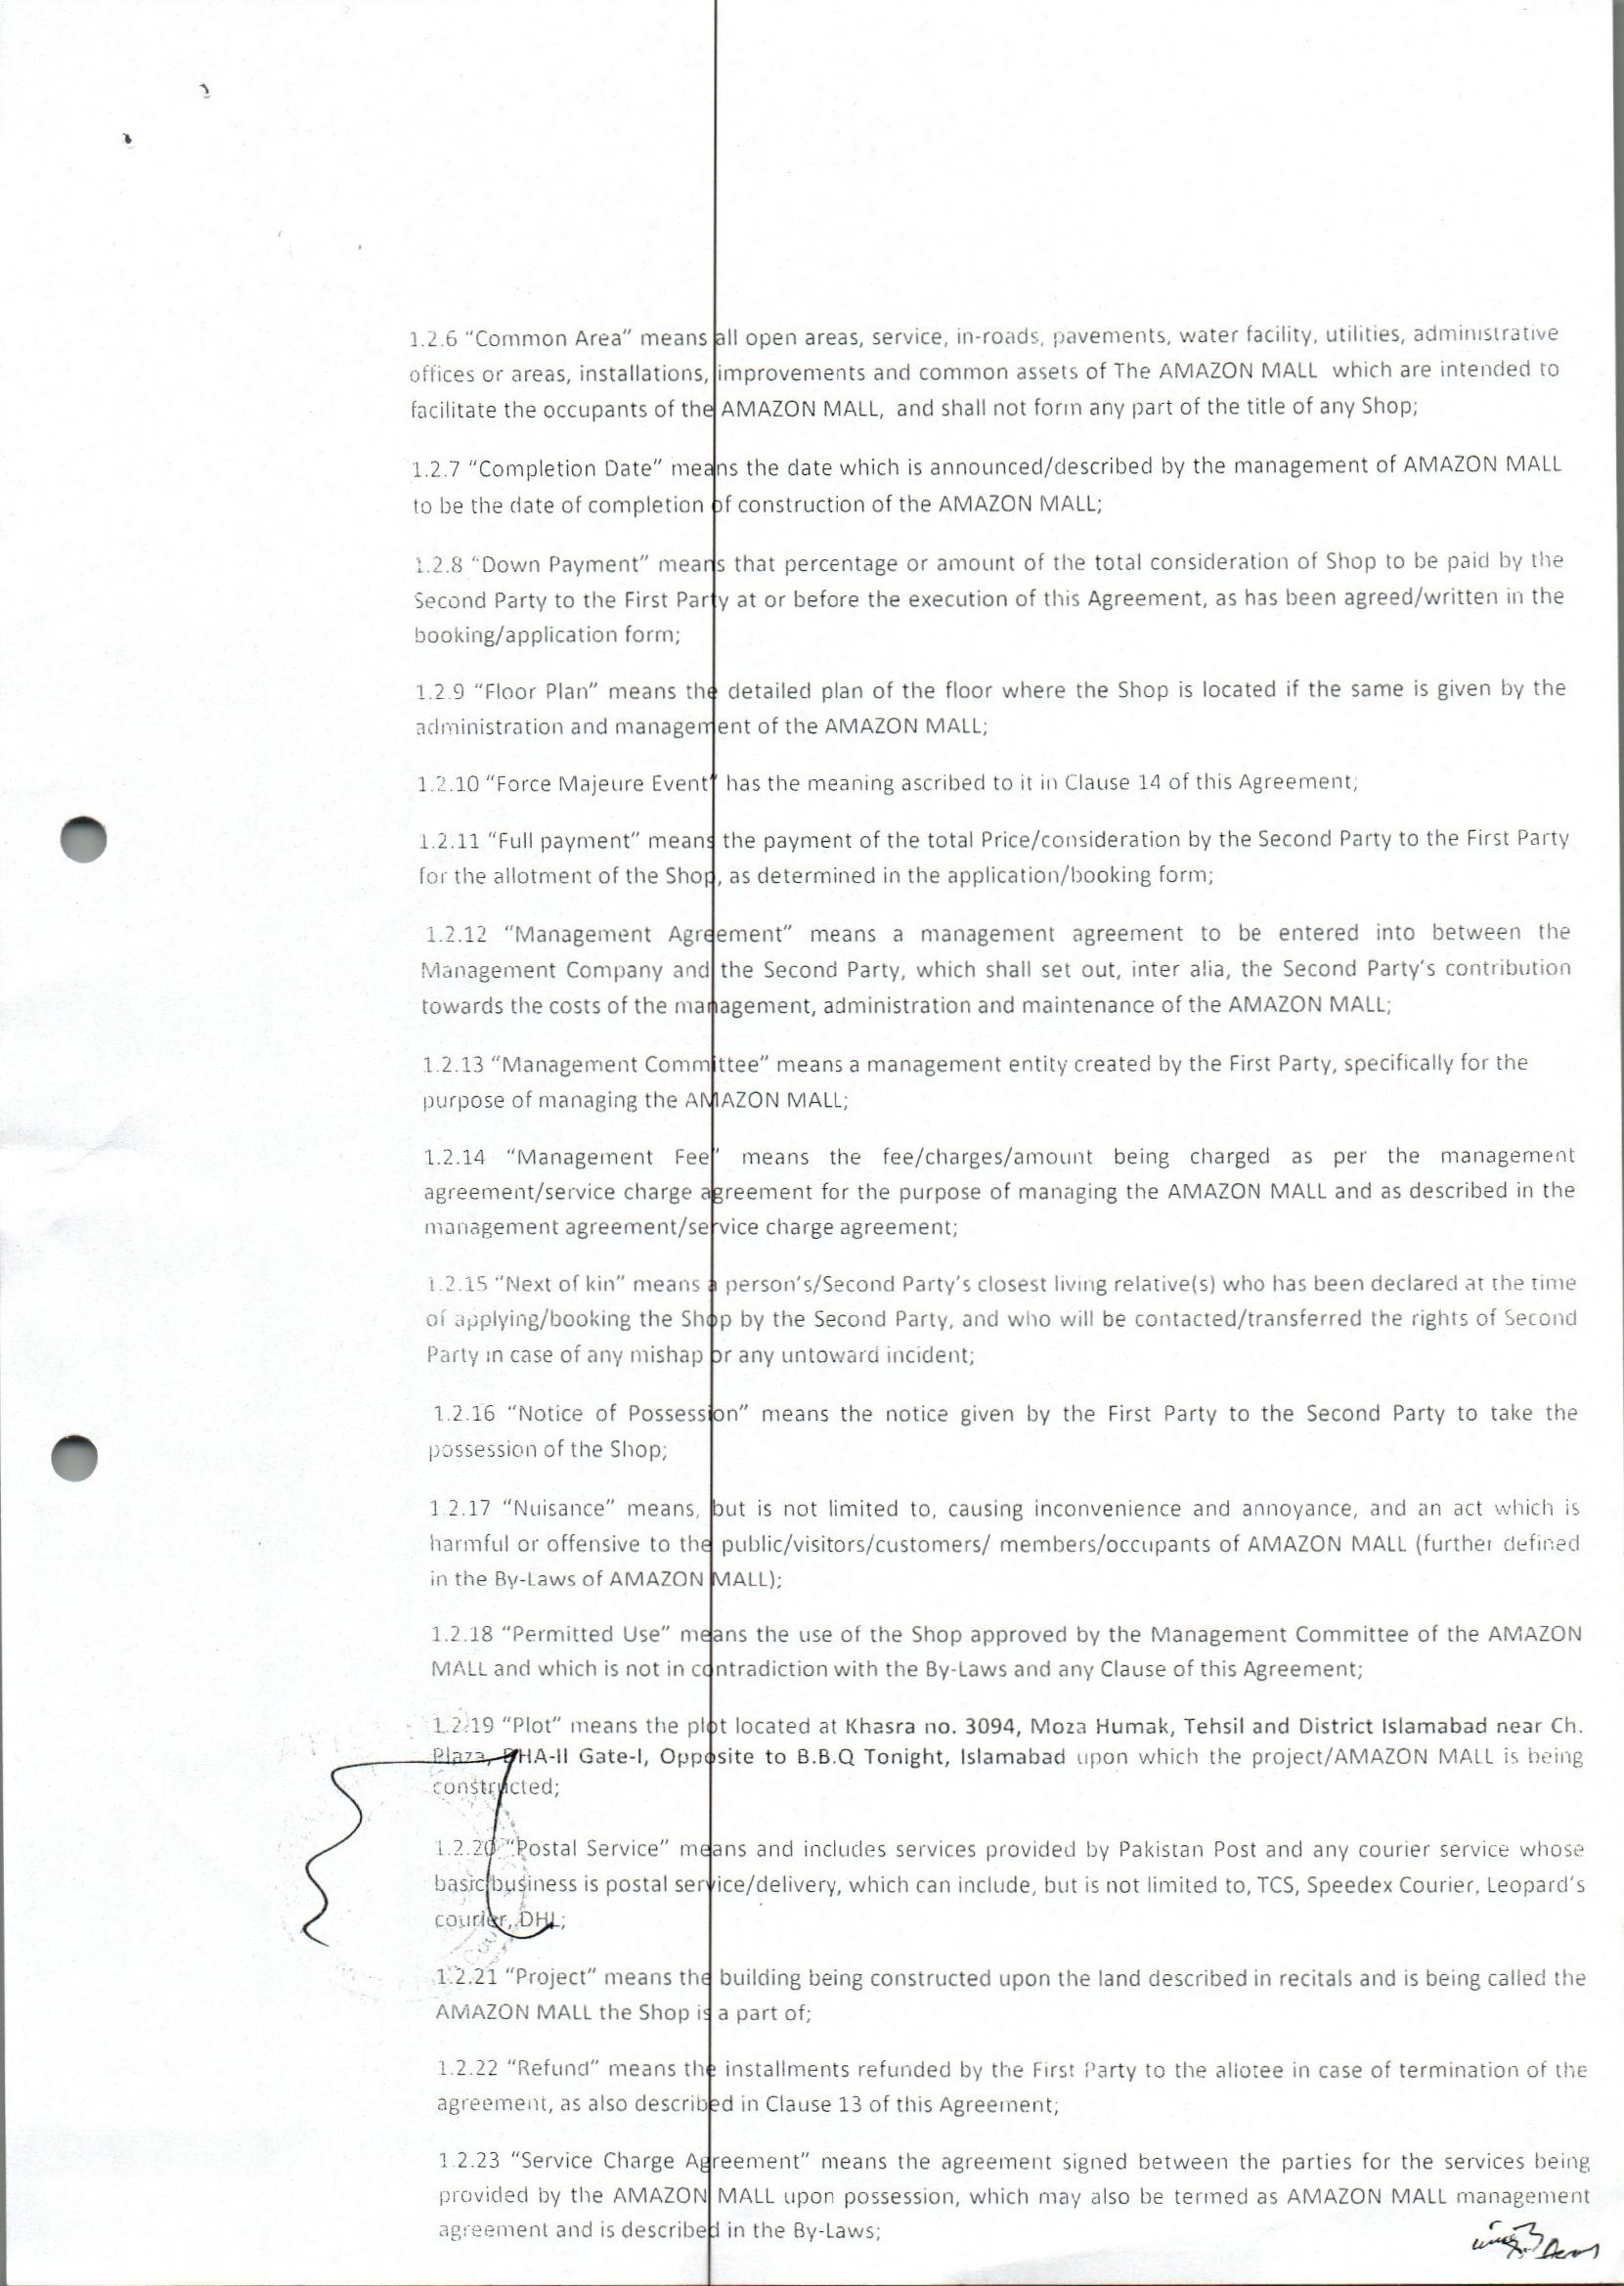 1.2.6 “Common Area” means all open areas, service, in-roads, pavements, water facility, utilities, administrative
offices or areas, installations, improvements and common assets of The AMAZON MALL which are intended to
facilitate the occupants of the AMAZON MALL, and shall not form any part of the title of any Shop;
1.2.7 “Completion Date” means the date which is announced/described by the management of AMAZON MALL
to be the date of completion of construction of the AMAZON MALL;
1.2.8 “Down Payment” means that percentage or amount of the total consideration of Shop to be paid by the
Second Party to the First Party at or before the execution of this Agreement, as has been agreed/written in the
booking/application form;
1.2.9 “Floor Plan” means the detailed plan of the floor where the Shop is located if the same is given by the
administration and management of the AMAZON MALL;
1.2.10 “Force Majeure Event” has the meaning ascribed to it in Clause 14 of this Agreement;
1.2.11 “Full payment” means the payment of the total Price/consideration by the Second Party to the First Party
for the allotment of the Shop, as determined in the application/booking form;
1.2.12 “Management Agreement” means a management agreement to be entered into between the
Management Company and the Second Party, which shall set out, inter alia, the Second Party’s contribution
towards the costs of the management, administration and maintenance of the AMAZON MALL;
1.2.13 “Management Committee” means a management entity created by the First Party, specifically for the
purpose of managing the AMAZON MALL;
1.2.14 “Management Fee” means the fee/charges/amount being charged as per the management
agreement/service charge agreement for the purpose of managing the AMAZON MALL and as described in the
management agreement/service charge agreement;
1.2.15 “Next of kin” means a person’s/Second Party’s closest living relative(s) who has been declared at the time
of applying/booking the Shop by the Second Party, and who will be contacted/transferred the rights of Second
Party in case of any mishap or any untoward incident;
1.2.16 “Notice of Possession” means the notice given by the First Party to the Second Party to take the
possession of the Shop;
1.2.17 “Nuisance” means, but is not limited to, causing inconvenience and annoyance, and an act which is
harmful or offensive to the public/visitors/customers/ members/occupants of AMAZON MALL (further defined
in the By-Laws of AMAZON MALL);
1.2.18 “Permitted Use” means the use of the Shop approved by the Management Committee of the AMAZON
MALL and which is not in contradiction with the By-Laws and any Clause of this Agreement;
1.2.19 “Plot” means the plot located at Khasra no. 3094, Moza Humak, Tehsil and District Islamabad near Ch.
Plaza, DHA-II Gate-I, Opposite to B.B.Q Tonight, Islamabad upon which the project/AMAZON MALL is being
constructed;
1.2.20 “Postal Service” means and includes services provided by Pakistan Post and any courier service whose
basic business is postal service/delivery, which can include, but is not limited to, TCS, Speedex Courier, Leopard’s
courier, DHL;
1.2.21 “Project” means the building being constructed upon the land described in recitals and is being called the
AMAZON MALL the Shop is a part of;
1.2.22 “Refund” means the installments refunded by the First Party to the allotee in case of termination of the
agreement, as also described in Clause 13 of this Agreement;
1.2.23 “Service Charge Agreement” means the agreement signed between the parties for the services being
provided by the AMAZON MALL upon possession, which may also be termed as AMAZON MALL management
agreement and is described in the By-Laws;